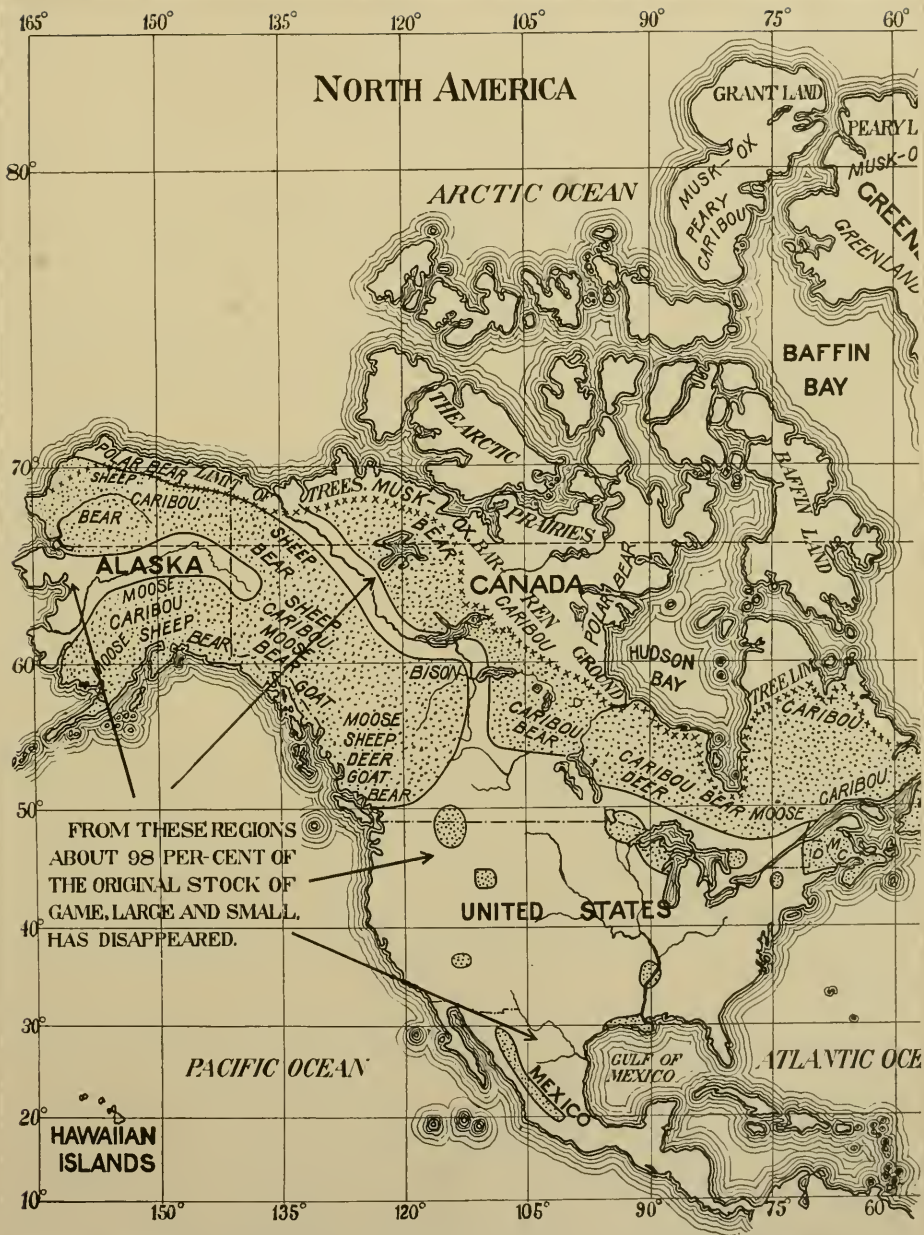 165° 150° 135° 120° 105° 90° 75° 60°
NORTH AMERICA
GRANT LAND
PEARY L
MUSK-O
80°
ARCTIC OCEAN
MUSK-OX
PEARY
CARIBOU
GREEN
GREENLAND
BAFFIN
BAY
THE ARCTIC
PRAIRIES
BAFFIN LAND
70°
POLAR BEAR LIMIT OF TREES. MUSK-OX
SHEEP
CARIBOU
BEAR
SHEEP
BEAR
BEAR
BARREN
GROUND
CARIBOU
POLAR BEAR
ALASKA
CANADA
MOOSE
CARIBOU
MOOSE SHEEP
BEAR
SHEEP
CARIBOU
MOOSE
BEAR
GOAT
60°
BISON
HUDSON
BAY
TREE LIM
CARIBOU
CARIBOU
BEAR
MOOSE
SHEEP
DEER
GOAT
BEAR
CARIBOU BEAR MOOSE
DEER
CARIBOU
50°
FROM THESE REGIONS
ABOUT 98 PER-CENT OF
THE ORIGINAL STOCK OF
GAME, LARGE AND SMALL,
HAS DISAPPEARED.
D M C
UNITED STATES
40°
30°
PACIFIC OCEAN
GULF OF
MEXICO
ATLANTIC OCE
MEXICO
20°
HAWAIIAN
ISLANDS
10°
150° 135° 120° 105° 90° 75° 60°